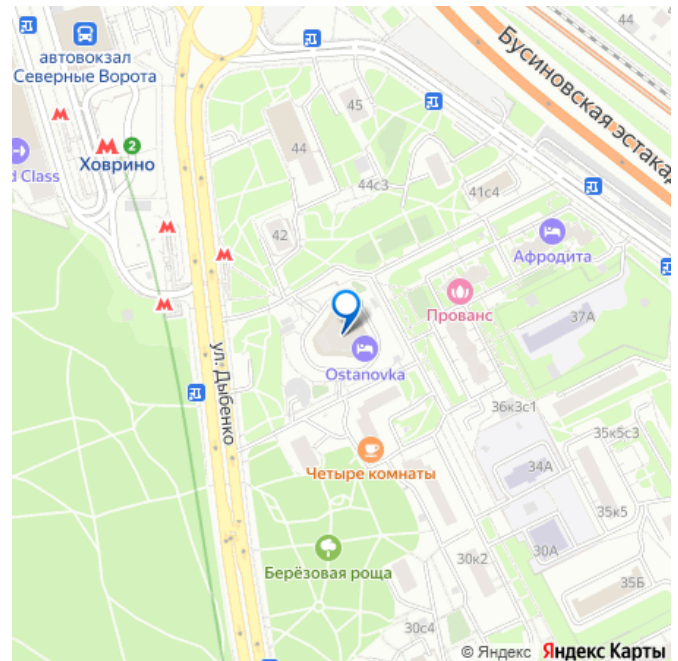 44
автовокзал
Северные Ворота
Бусиновская эстакад
45
2
Ховрино
44
d Class
44с3
41с4
42
Афродита
Прованс
37А
ул. Дыбенко
Ostanovka
36к3с1
35к5с3
Четыре комнаты
34А
35к5
30А
30к2
Берёзовая роща
35Б
30с4
© Яндекс Яндекс Карты